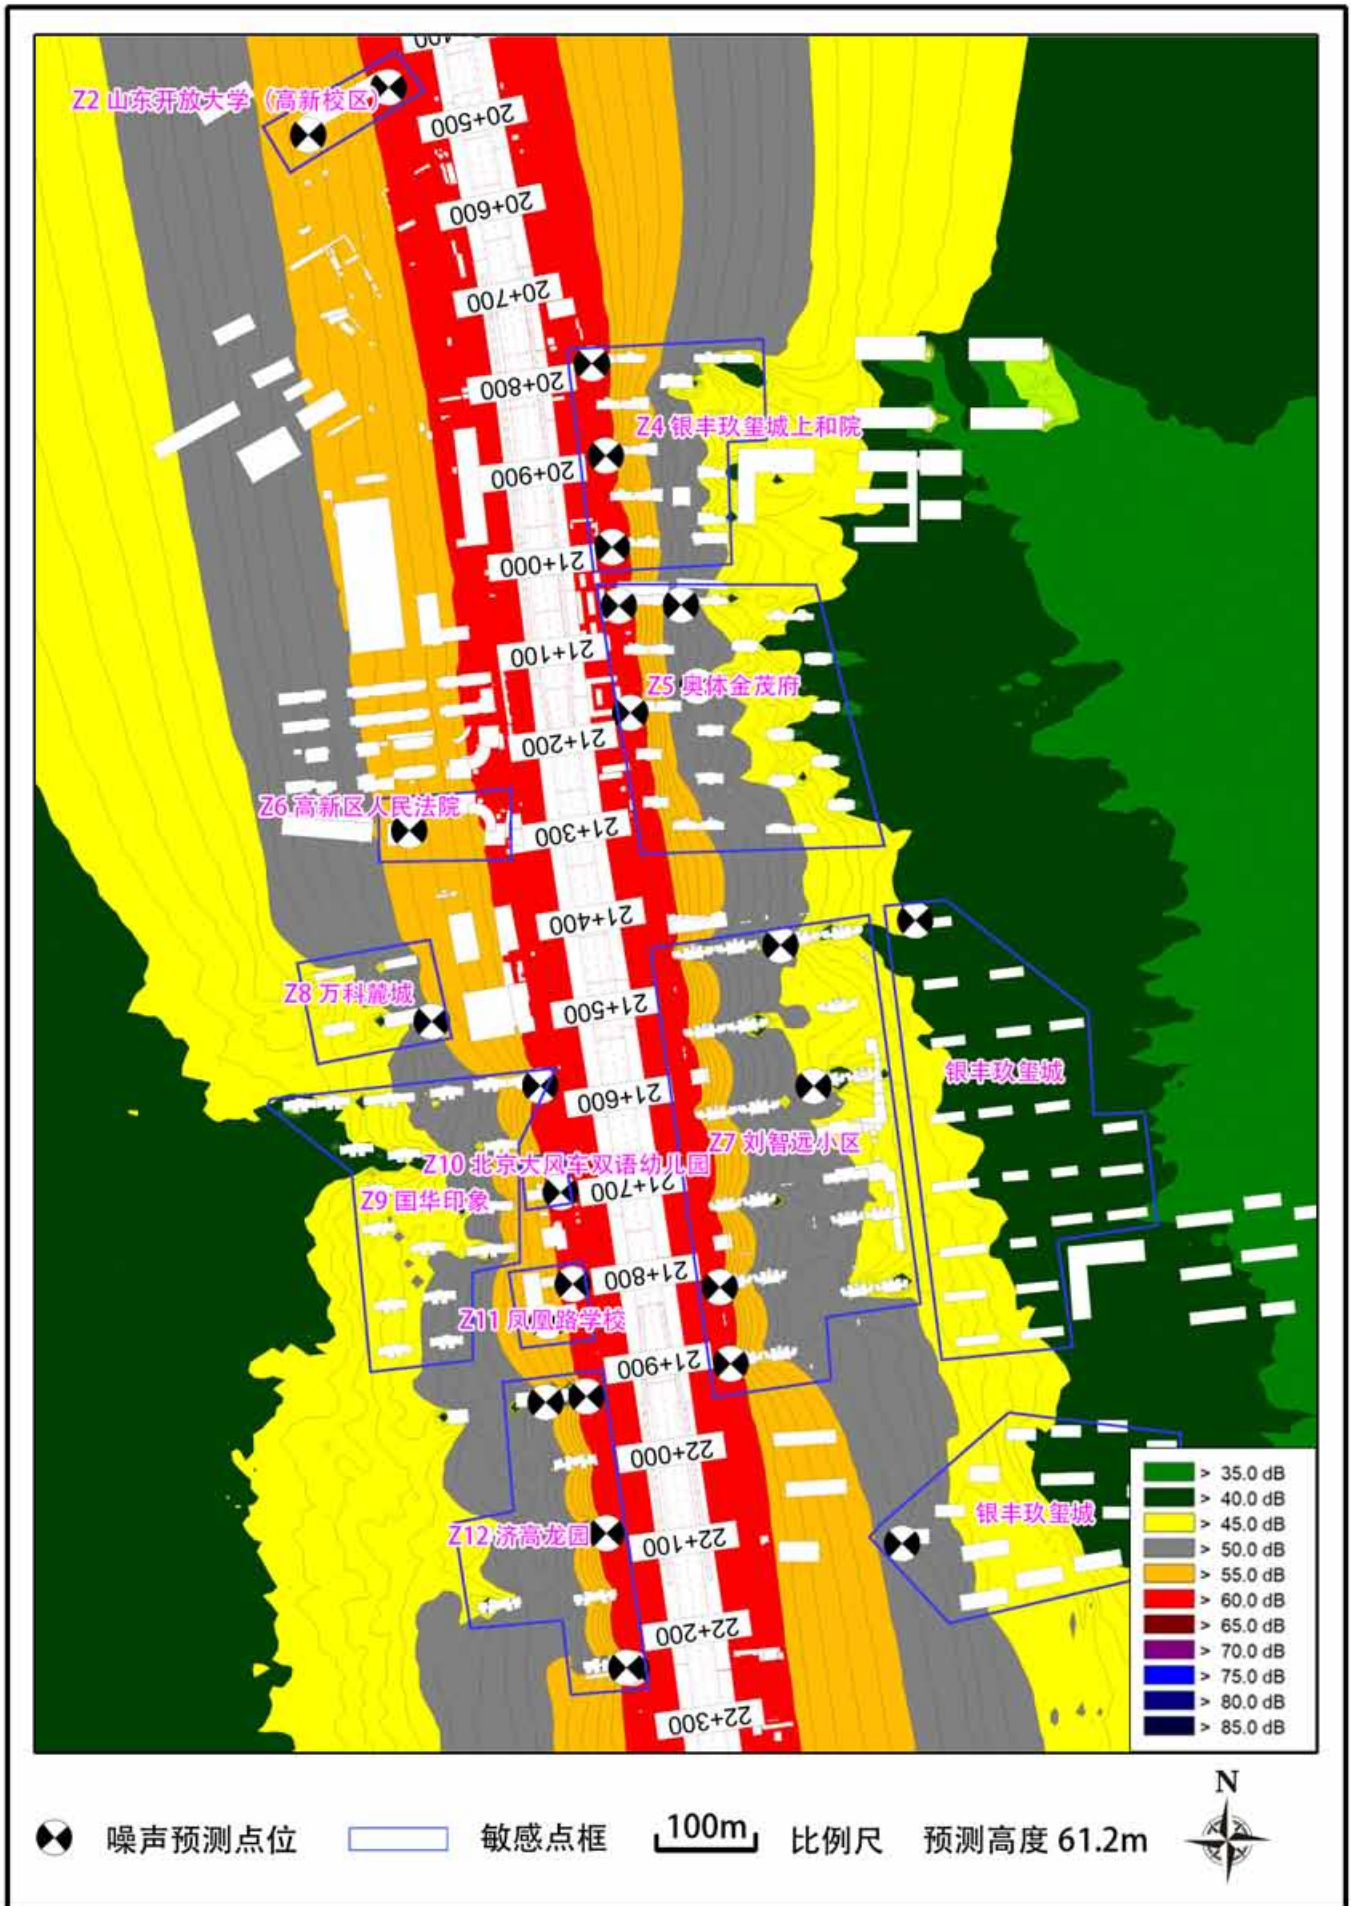 Z2 山东开放大学（高新校区）
20+500
20+600
20+700
20+800
Z4 银丰玖玺城上和院
20+900
21+000
21+100
Z5 奥体金茂府
21+200
Z6 高新区人民法院
21+300
21+400
Z8 万科麓城
21+500
银丰玖玺城
21+600
Z7 刘智远小区
Z10 北京大风车双语幼儿园
21+700
Z9 国华印象
21+800
Z11 凤凰路学校
21+900
22+000
银丰玖玺城
Z12 济高龙园
22+100
22+200
22+300
> 35.0 dB
> 40.0 dB
> 45.0 dB
> 50.0 dB
> 55.0 dB
> 60.0 dB
> 65.0 dB
> 70.0 dB
> 75.0 dB
> 80.0 dB
> 85.0 dB
N
噪声预测点位 敏感点框 100m 比例尺 预测高度 61.2m